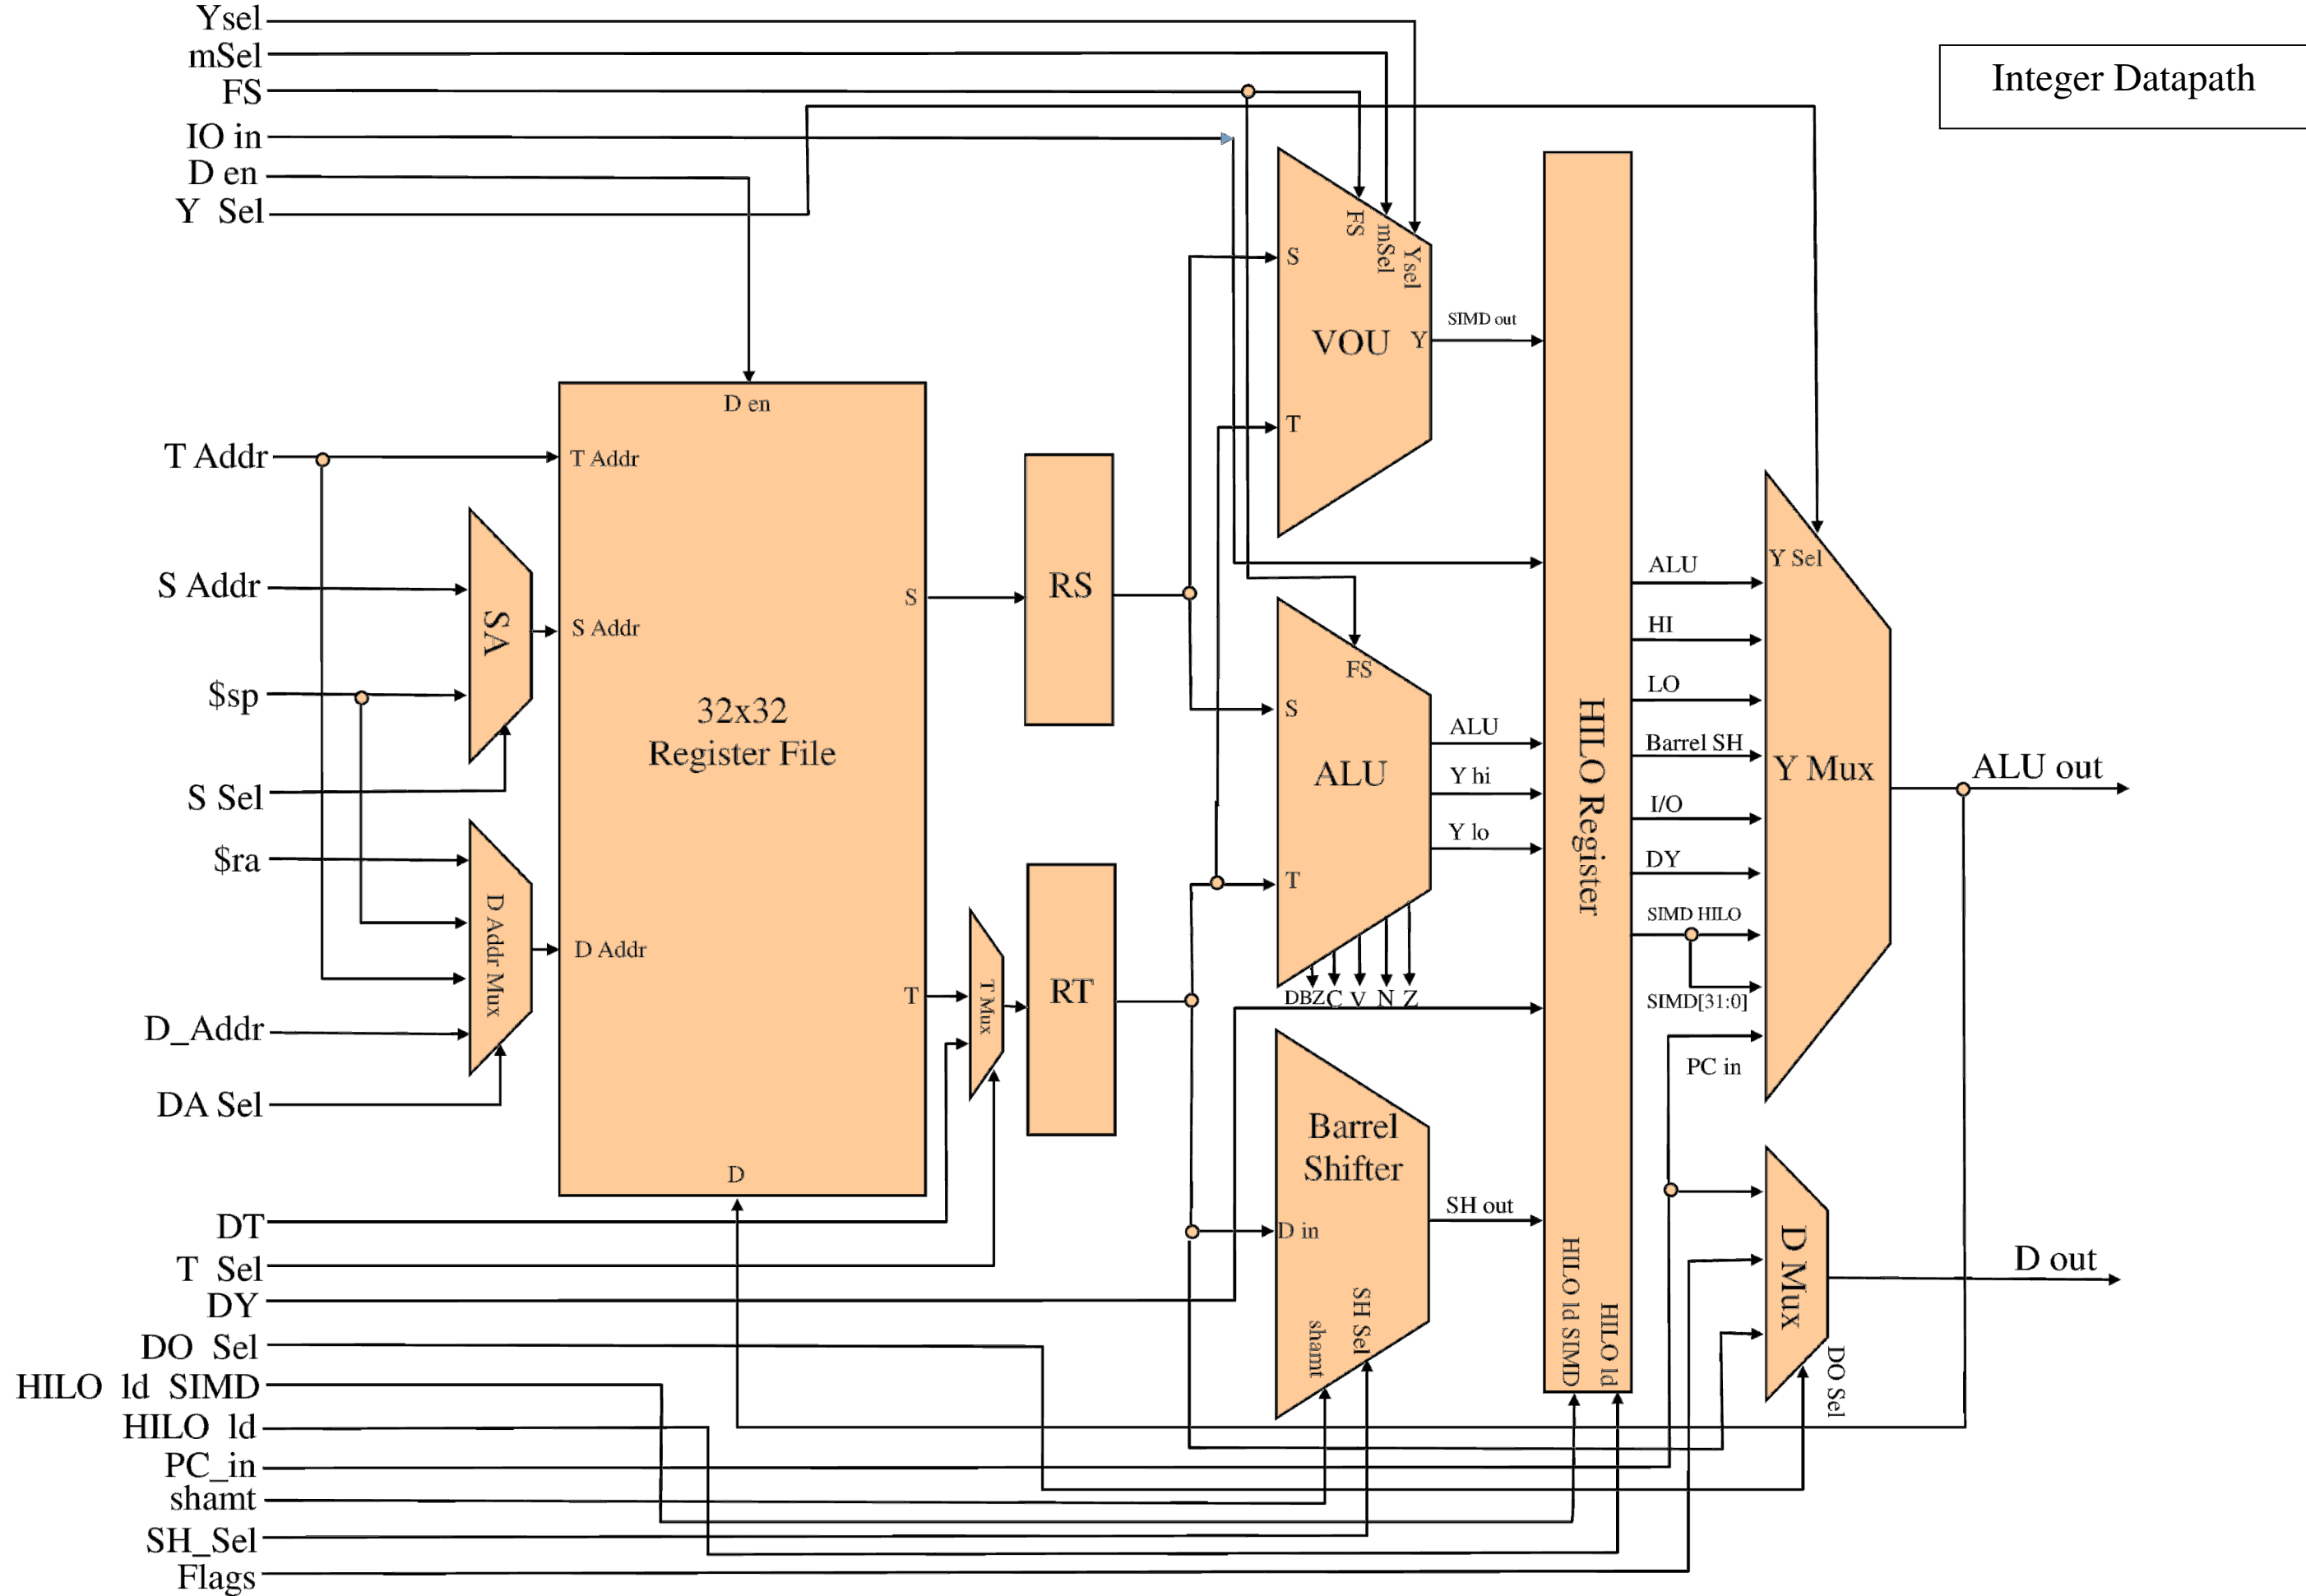 Ysel
mSel
FS
IO in
D en
Y Sel
Integer Datapath
T Addr
S Addr
$sp
S Sel
$ra
D_Addr
DA Sel
DT
T Sel
DY
DO Sel
HILO ld SIMD
HILO ld
PC_in
shamt
SH_Sel
Flags
SA
D Addr Mux
D en
T Addr
S Addr
D Addr
32x32
Register File
S
T
D
T Mux
RS
RT
FS
mSel
Ysel
S
T
VOU
Y
SIMD out
FS
S
T
ALU
ALU
Y hi
Y lo
DBZ
C
V
N
Z
Barrel
Shifter
D in
shamt
SH Sel
SH out
HILO Register
HILO ld SIMD
HILO ld
ALU
HI
LO
Barrel SH
I/O
DY
SIMD HILO
SIMD[31:0]
PC in
Y Sel
Y Mux
ALU out
D Mux
DO Sel
D out